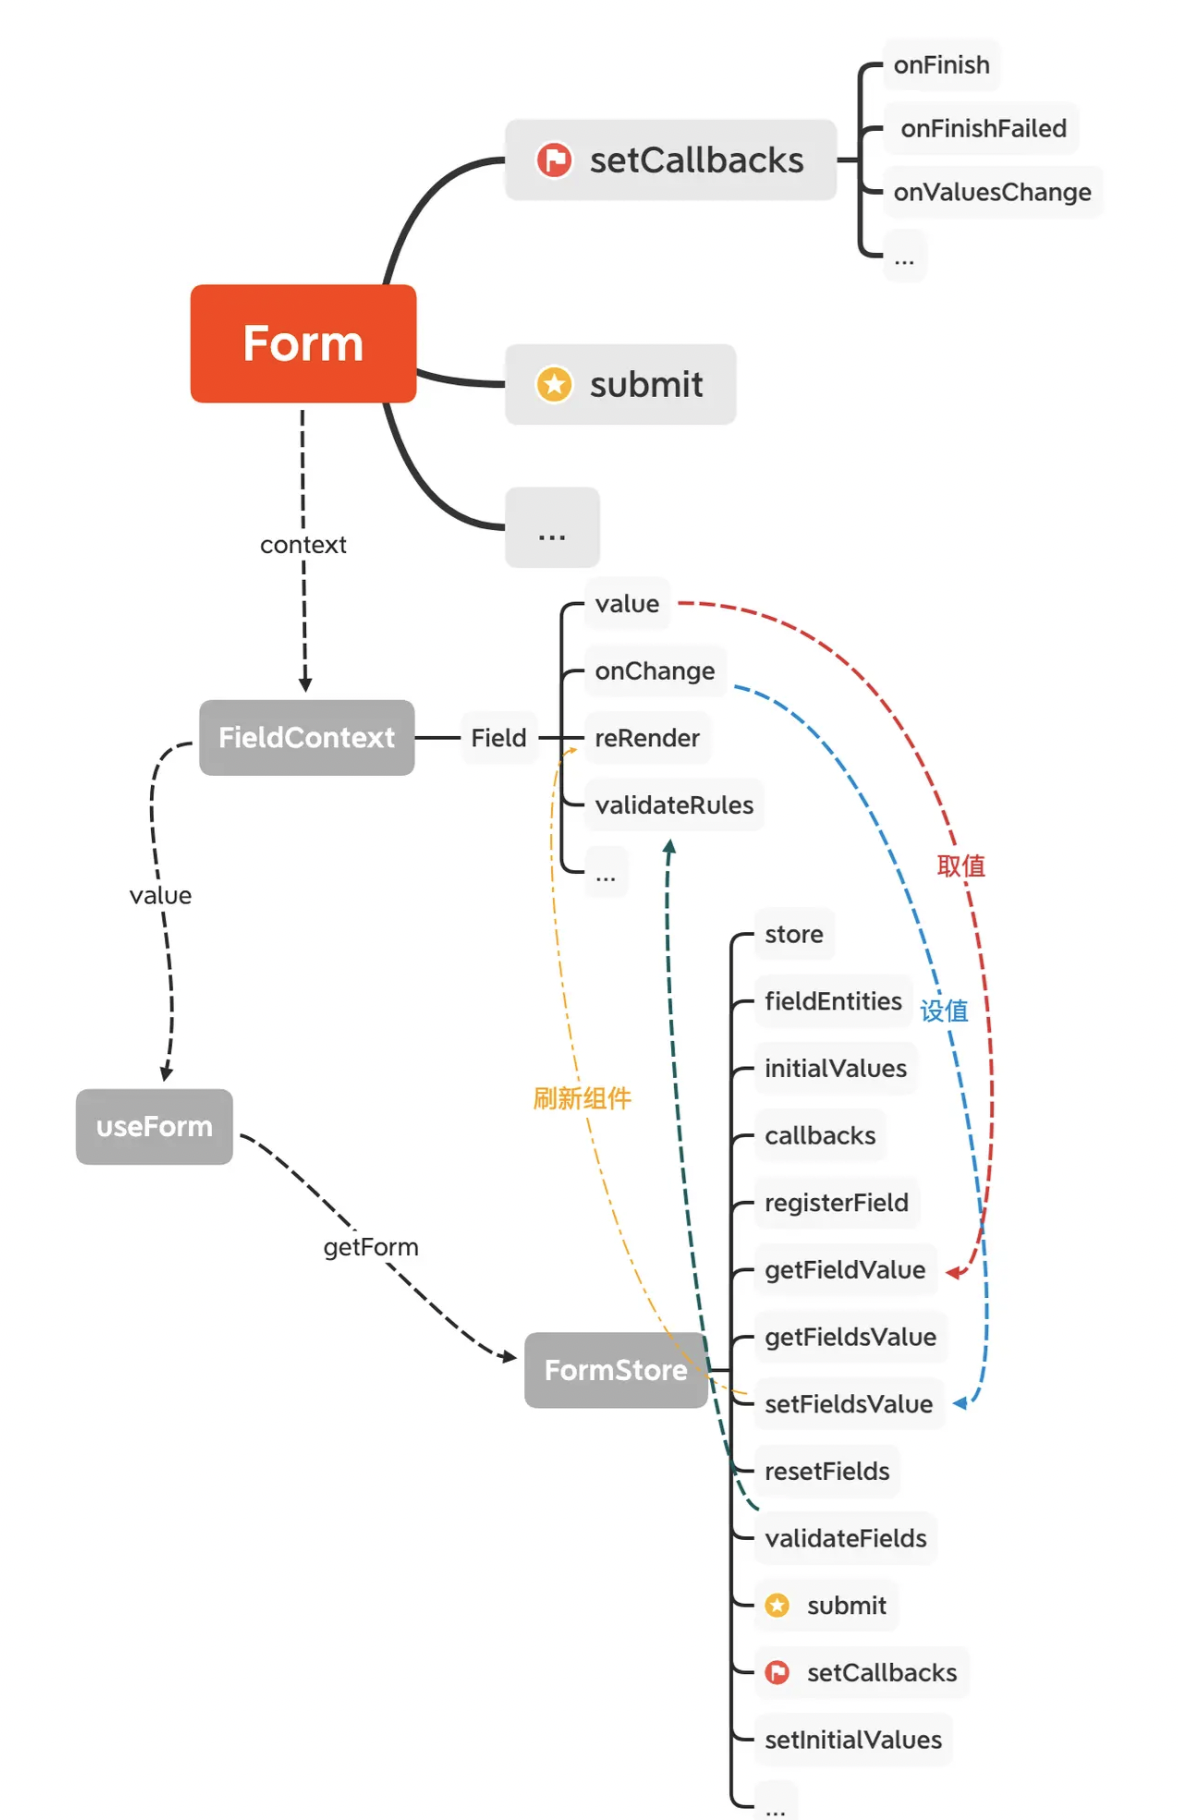 onFinish
onFinishFailed
setCallbacks
onValuesChange
...
Form
submit
...
context
value
onChange
FieldContext
Field
reRender
validateRules
...
取值
value
store
fieldEntities
设值
initialValues
刷新组件
callbacks
useForm
registerField
getForm
getFieldValue
getFieldsValue
FormStore
setFieldsValue
resetFields
validateFields
submit
setCallbacks
setInitialValues
...